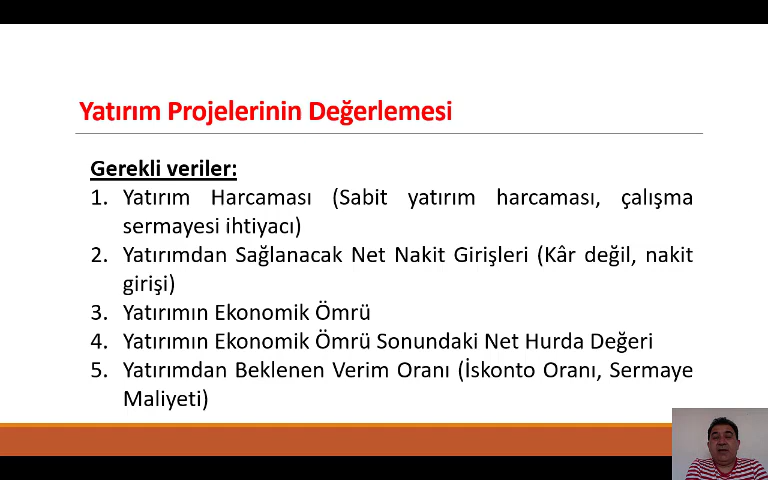 Yatırım Projelerinin Değerlemesi
Gerekli veriler:
1. Yatırım Harcaması (Sabit yatırım harcaması, çalışma
sermayesi ihtiyacı)
2. Yatırımdan Sağlanacak Net Nakit Girişleri (Kâr değil, nakit
girişi)
3. Yatırımın Ekonomik Ömrü
4. Yatırımın Ekonomik Ömrü Sonundaki Net Hurda Değeri
5. Yatırımdan Beklenen Verim Oranı (İskonto Oranı, Sermaye
Maliyeti)